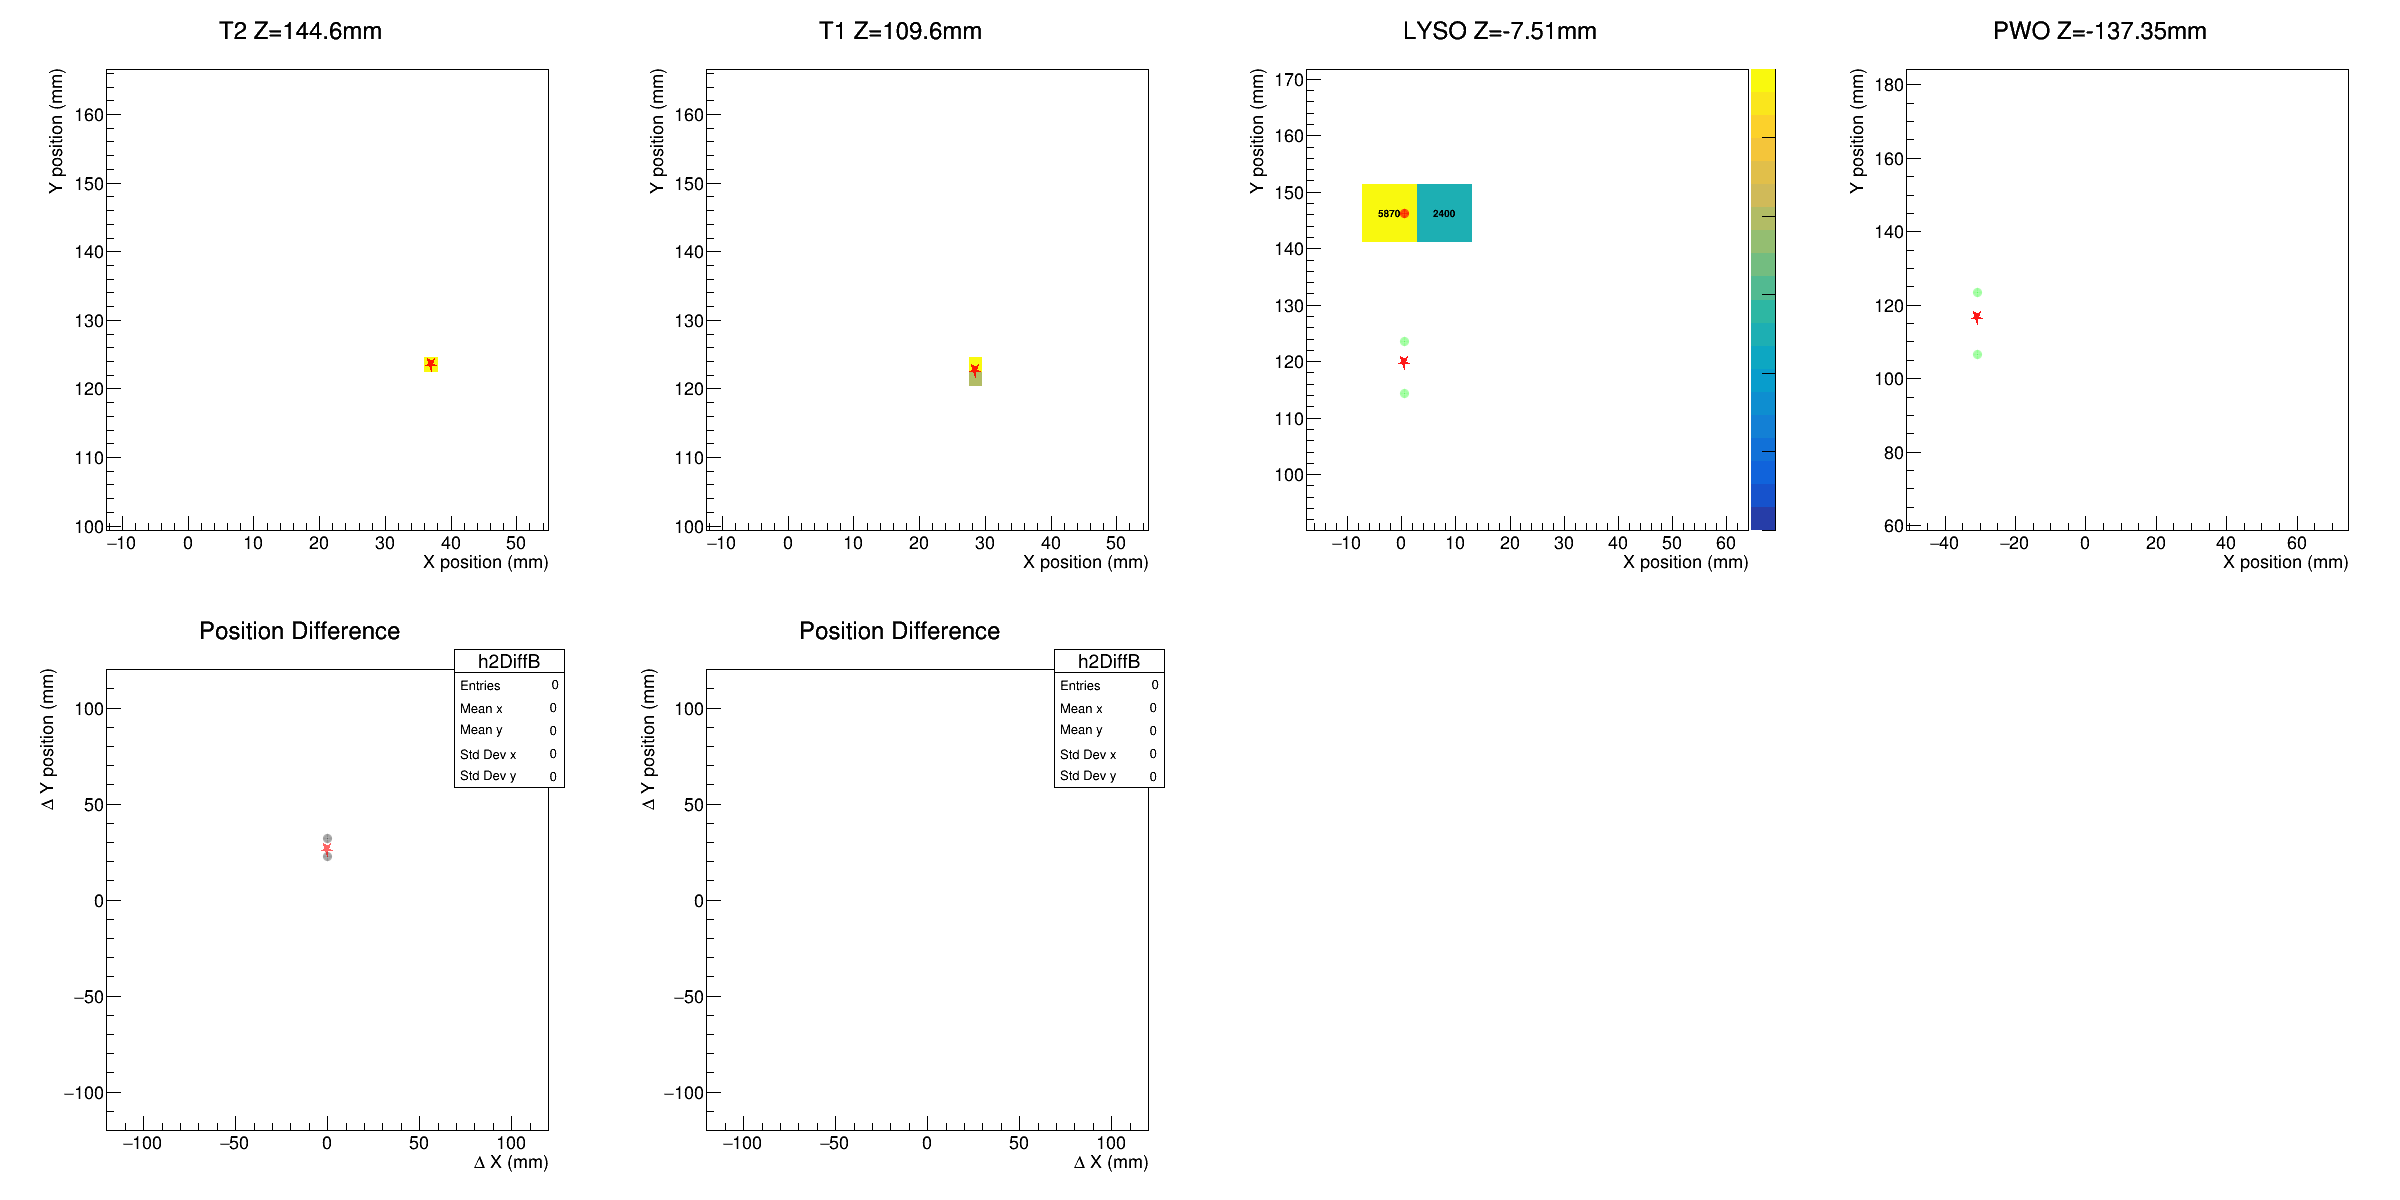 T2 Z=144.6mm
Y position (mm)
160
150
140
130
120
110
100
−10 0 10 20 30 40 50
X position (mm)
T1 Z=109.6mm
Y position (mm)
160
150
140
130
120
110
100
−10 0 10 20 30 40 50
X position (mm)
LYSO Z=-7.51mm
Y position (mm)
170
160
150
140
130
120
110
100
5870 2400
−10 0 10 20 30 40 50 60
X position (mm)
PWO Z=-137.35mm
Y position (mm)
180
160
140
120
100
80
60
−40 −20 0 20 40 60
X position (mm)
Position Difference
h2DiffB
Entries 0
Mean x 0
Mean y 0
Std Dev x 0
Std Dev y 0
Δ Y position (mm)
100
50
0
−50
−100
−100 −50 0 50 100
Δ X (mm)
Position Difference
h2DiffB
Entries 0
Mean x 0
Mean y 0
Std Dev x 0
Std Dev y 0
Δ Y position (mm)
100
50
0
−50
−100
−100 −50 0 50 100
Δ X (mm)